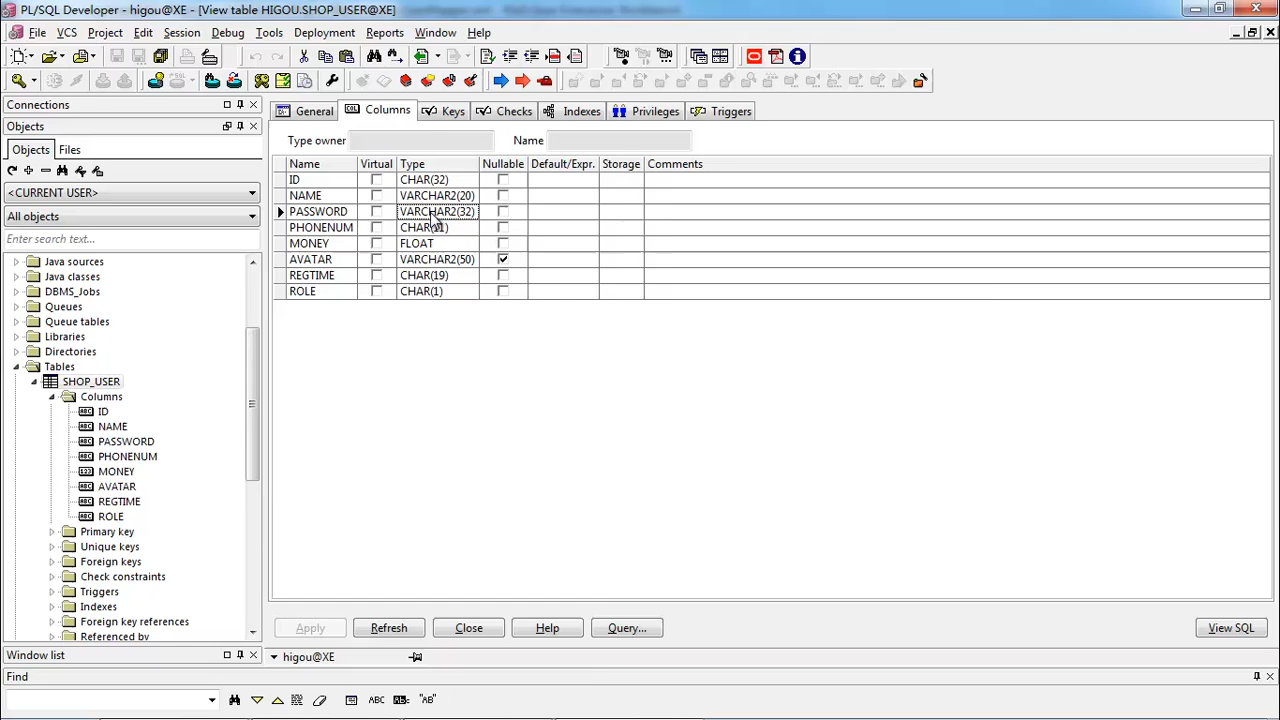 PL/SQL Developer - higou@XE - [View table HIGOU.SHOP_USER@XE]
File VCS Project Edit Session Debug Tools Deployment Reports Window Help
Connections
Objects
Objects Files
<CURRENT USER>
All objects
Enter search text...
Java sources
Java classes
DBMS_Jobs
Queues
Queue tables
Libraries
Directories
Tables
SHOP_USER
Columns
ID
NAME
PASSWORD
PHONENUM
MONEY
AVATAR
REGTIME
ROLE
Primary key
Unique keys
Foreign keys
Check constraints
Triggers
Indexes
Foreign key references
Referenced by
Window list
General Columns Keys Checks Indexes Privileges Triggers
Type owner Name
Name Virtual Type Nullable Default/Expr. Storage Comments
ID CHAR(32)
NAME VARCHAR2(20)
PASSWORD VARCHAR2(32)
PHONENUM
MONEY FLOAT
AVATAR VARCHAR2(50)
REGTIME CHAR(19)
ROLE CHAR(1)
Apply Refresh Close Help Query... View SQL
higou@XE
Find
ABC ABc "AB"